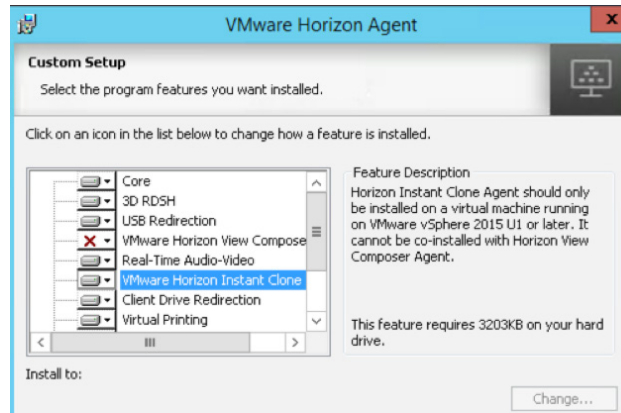 VMware Horizon Agent
x
Custom Setup
Select the program features you want installed.
Click on an icon in the list below to change how a feature is installed.
Core
3D RDSH
USB Redirection
VMware Horizon View Compose
Real-Time Audio-Video
VMware Horizon Instant Clone
Client Drive Redirection
Virtual Printing
Feature Description
Horizon Instant Clone Agent should only
be installed on a virtual machine running
on VMware vSphere 2015 U1 or later. It
cannot be co-installed with Horizon View
Composer Agent.
This feature requires 3203KB on your hard
drive.
Install to:
Change...